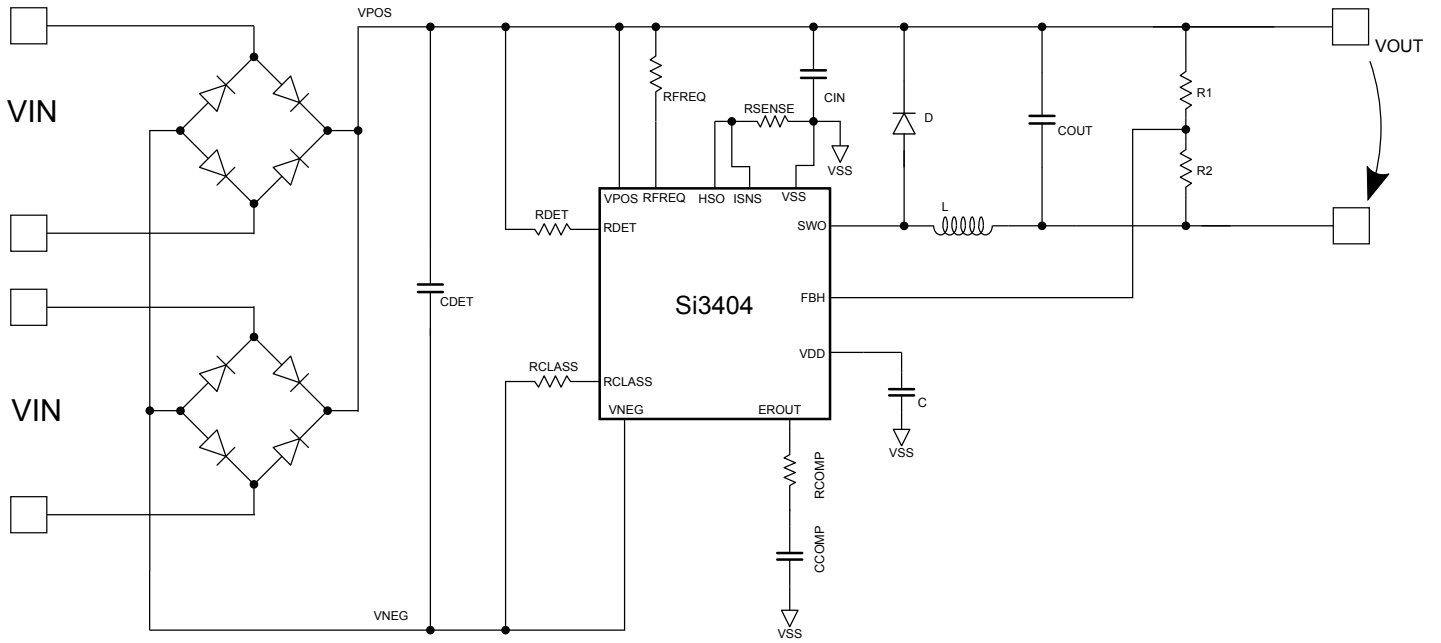 VPOS
VOUT
VIN
RFREQ
CIN
RSENSE
D
COUT
R1
R2
VSS
VPOS
RFREQ
HSO
ISNS
VSS
RDET
RDET
SWO
L
CDET
Si3404
FBH
VDD
C
VSS
VIN
RCLASS
RCLASS
VNEG
EROUT
RCOMP
CCOMP
VNEG
VSS